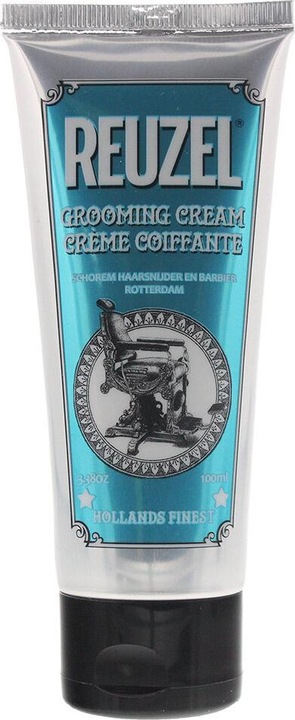 REUZEL®
GROOMING CREAM
CRÈME COIFFANTE
SCHOREM HAARSNIJDER EN BARBIER
ROTTERDAM
3.38OZ 100ml
HOLLANDS FINEST